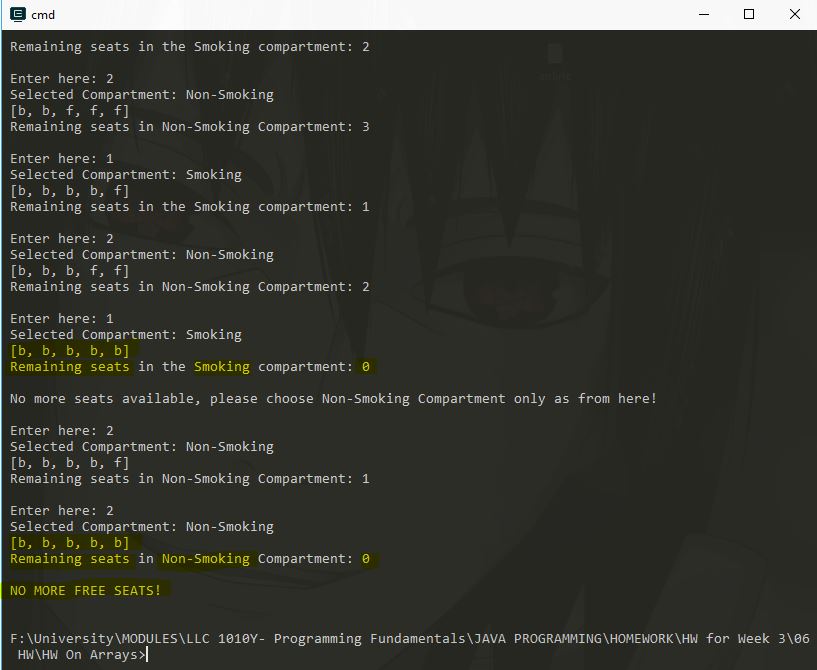 cmd
Remaining seats in the Smoking compartment: 2
Enter here: 2
Selected Compartment: Non-Smoking
[b, b, f, f, f]
Remaining seats in Non-Smoking Compartment: 3
Enter here: 1
Selected Compartment: Smoking
[b, b, b, b, f]
Remaining seats in the Smoking compartment: 1
Enter here: 2
Selected Compartment: Non-Smoking
[b, b, b, f, f]
Remaining seats in Non-Smoking Compartment: 2
Enter here: 1
Selected Compartment: Smoking
[b, b, b, b, b]
Remaining seats in the Smoking compartment: 0
No more seats available, please choose Non-Smoking Compartment only as from here!
Enter here: 2
Selected Compartment: Non-Smoking
[b, b, b, b, f]
Remaining seats in Non-Smoking Compartment: 1
Enter here: 2
Selected Compartment: Non-Smoking
[b, b, b, b, b]
Remaining seats in Non-Smoking Compartment: 0
NO MORE FREE SEATS!
F:\University\MODULES\LLC 1010Y- Programming Fundamentals\JAVA PROGRAMMING\HOMEWORK\HW for Week 3\06
HW\HW On Arrays>